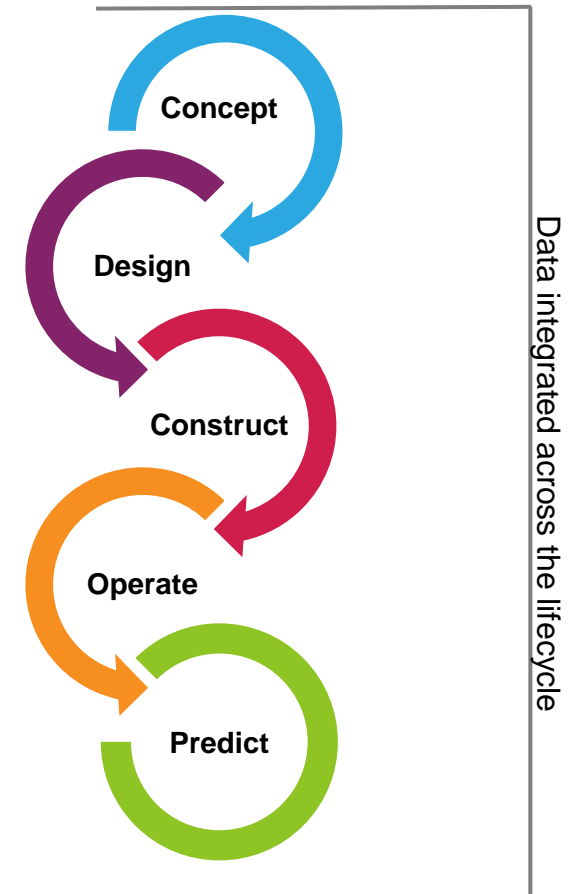 Concept
Design
Construct
Operate
Predict
Data integrated across the lifecycle